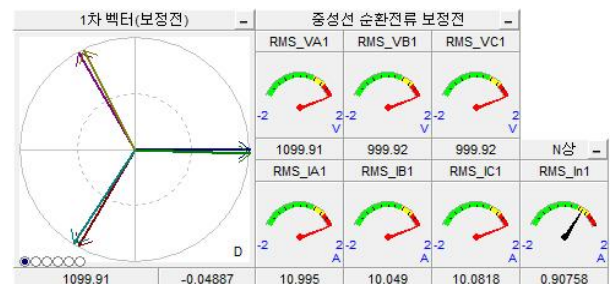 1차 벡터(보정전)
중성선 순환전류 보정전
RMS_VA1 RMS_VB1 RMS_VC1
-2 2 -2 2 -2 2
V V V
1099.91 999.92 999.92 N상
RMS_IA1 RMS_IB1 RMS_IC1 RMS_In1
-2 2 -2 2 -2 2 -2 2
D A A A A
1099.91 -0.04887 10.995 10.049 10.0818 0.90758